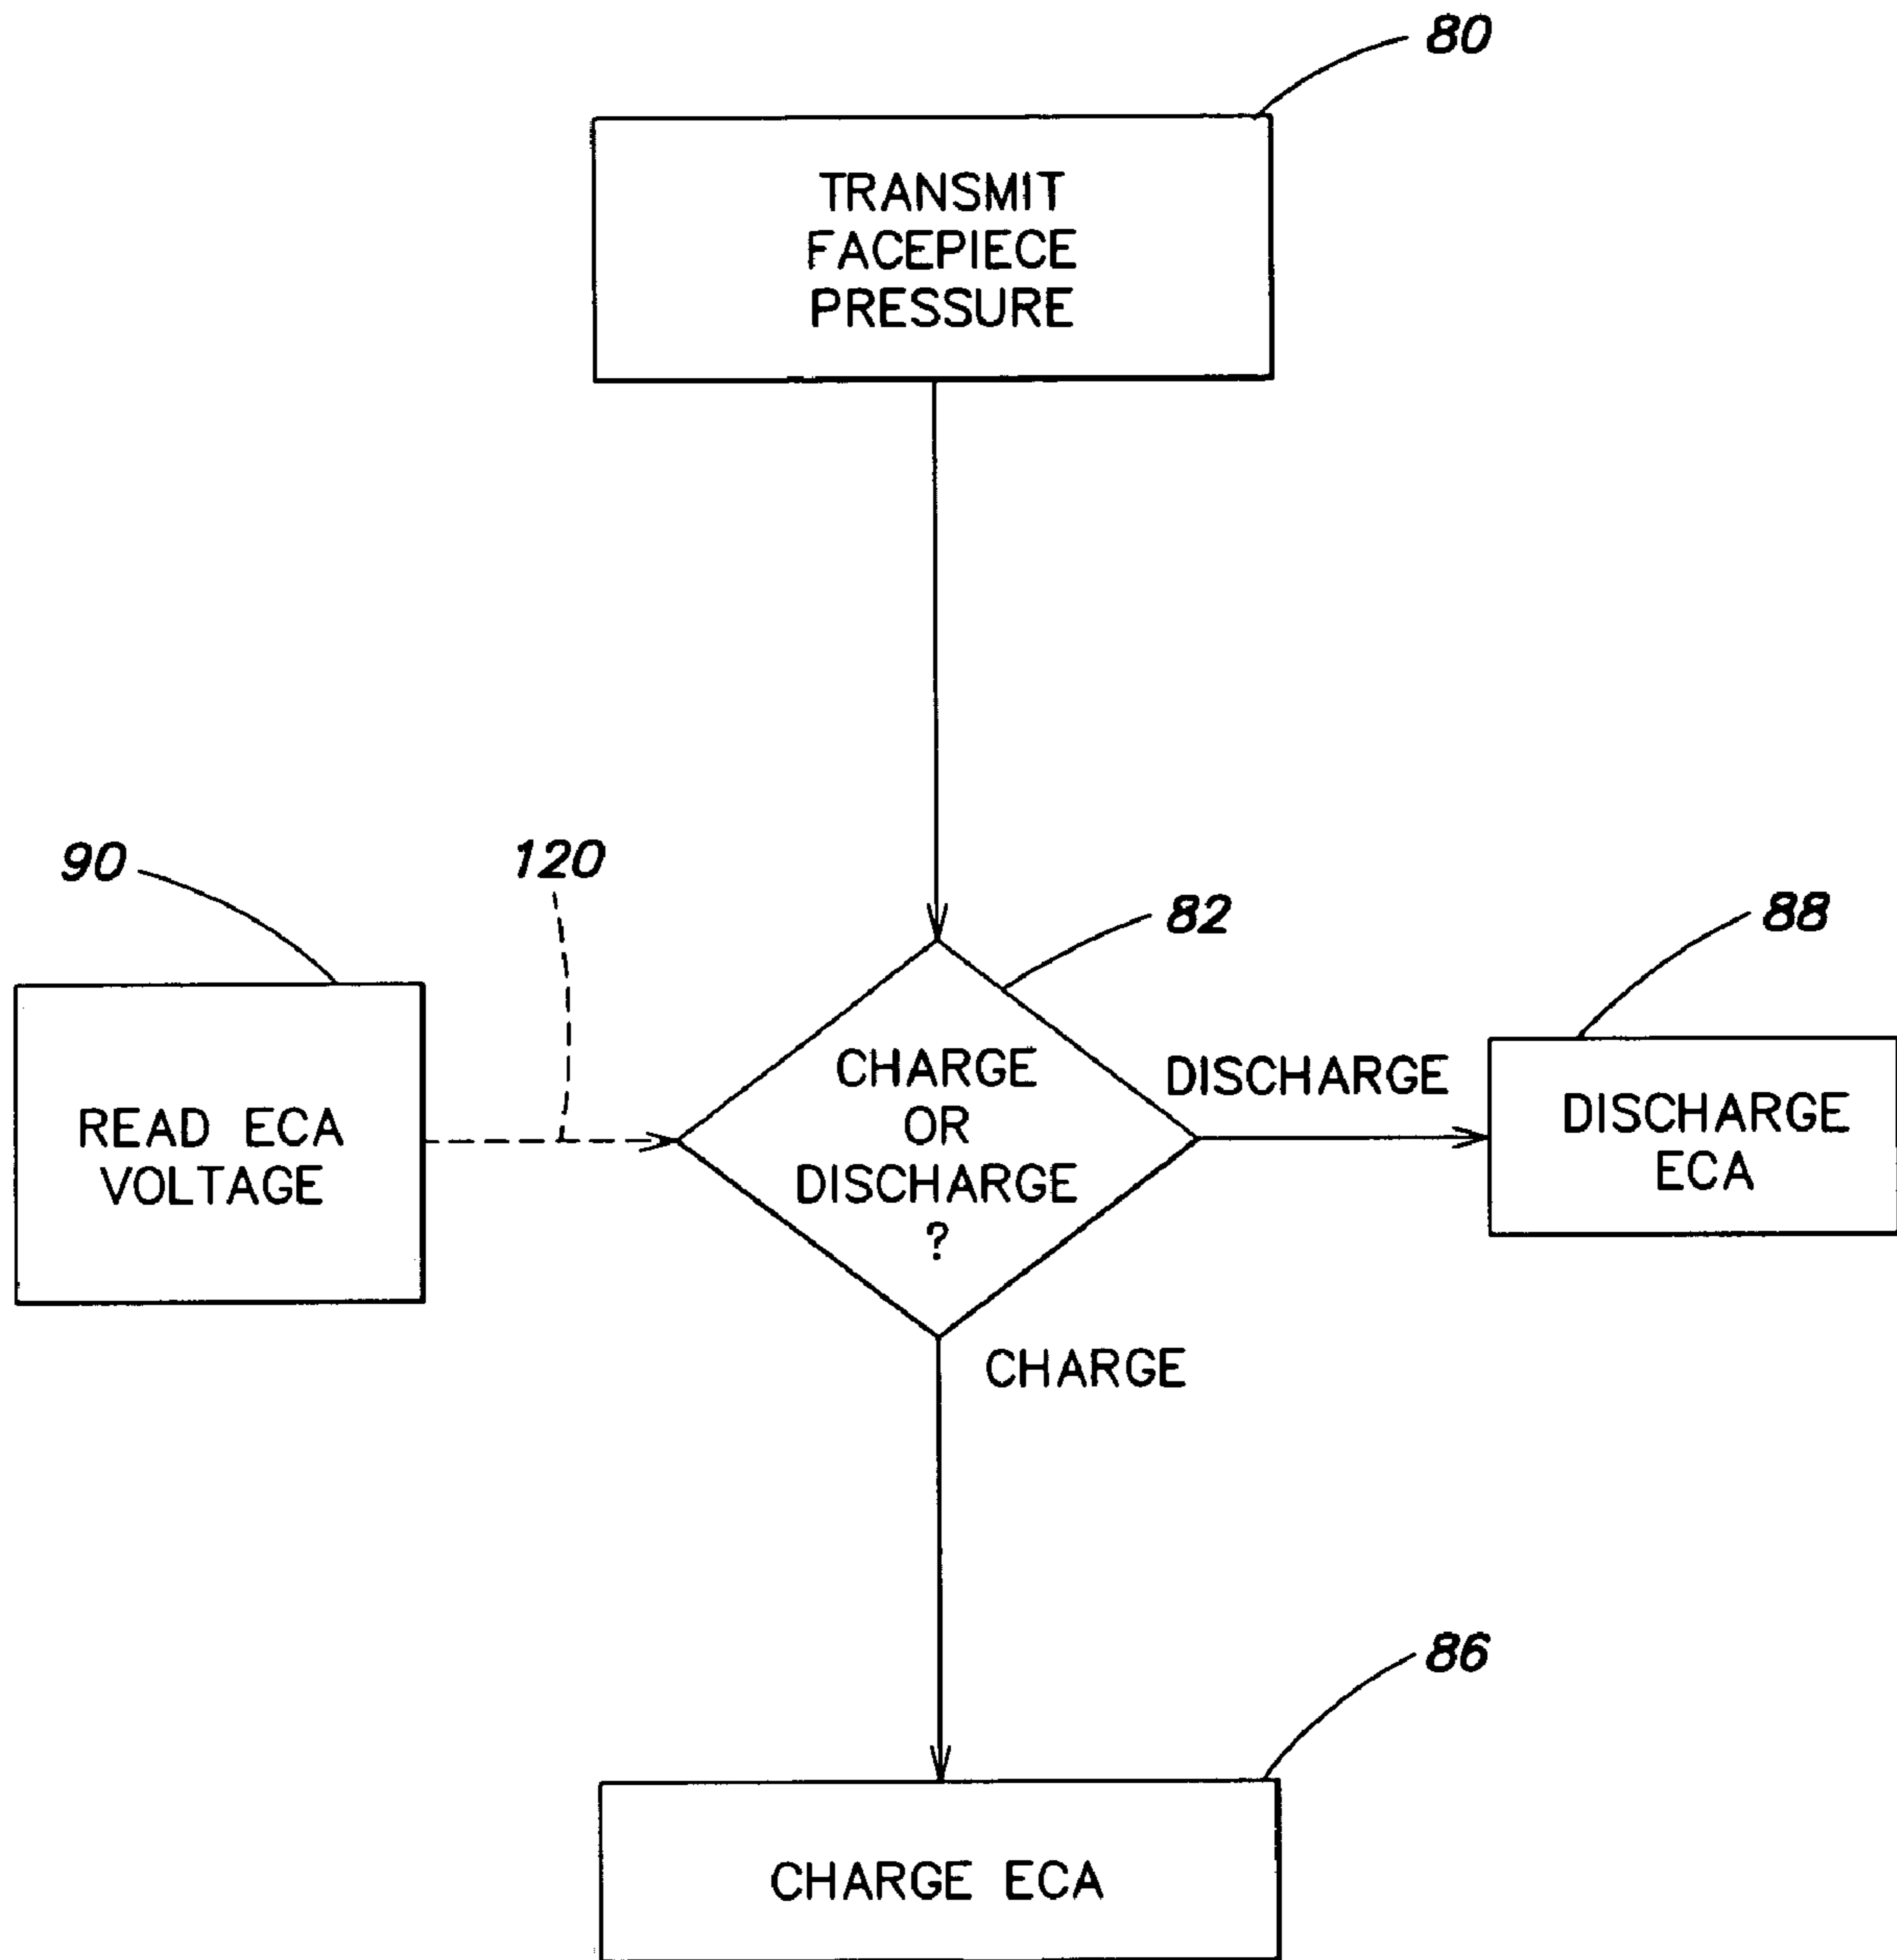 80
TRANSMIT
FACEPIECE
PRESSURE
90
120
82
88
READ ECA
VOLTAGE
CHARGE
OR
DISCHARGE
?
DISCHARGE
DISCHARGE
ECA
CHARGE
86
CHARGE ECA